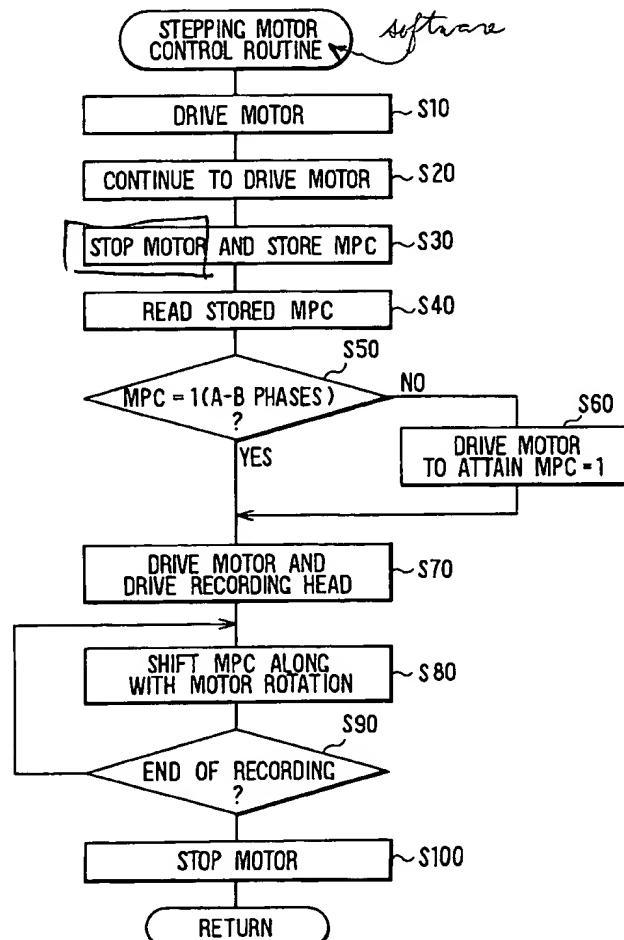 STEPPING MOTOR
CONTROL ROUTINE
software
DRIVE MOTOR
S10
CONTINUE TO DRIVE MOTOR
S20
STOP MOTOR AND STORE MPC
S30
READ STORED MPC
S40
S50
MPC = 1(A-B PHASES)
?
NO
YES
S60
DRIVE MOTOR
TO ATTAIN MPC=1
DRIVE MOTOR AND
DRIVE RECORDING HEAD
S70
SHIFT MPC ALONG
WITH MOTOR ROTATION
S80
S90
END OF RECORDING
?
STOP MOTOR
S100
RETURN